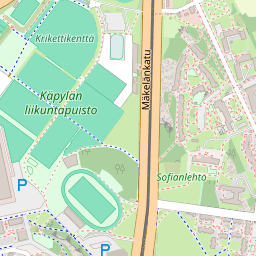 Krikettikenttä
Mäkelänkatu
Käpylän
liikuntapuisto
Sofianlehto
P
P